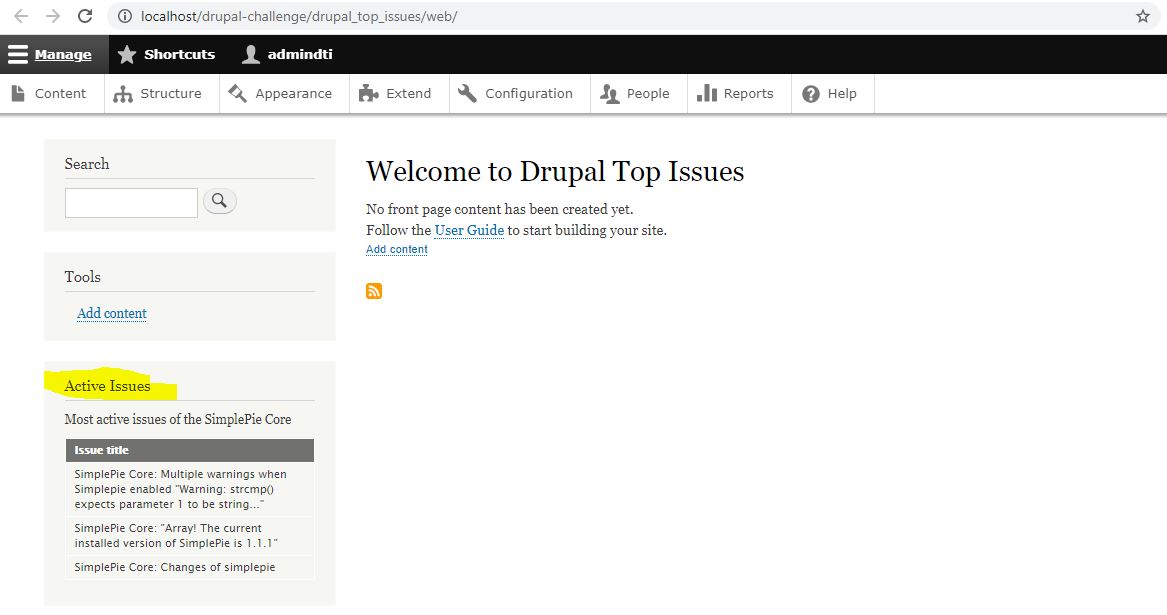 localhost/drupal-challenge/drupal_top_issues/web/
Manage Shortcuts admindti
Content Structure Appearance Extend Configuration People Reports Help
Search
Tools
Add content
Active Issues
Most active issues of the SimplePie Core
Issue title
SimplePie Core: Multiple warnings when
Simplepie enabled "Warning: strcmp()
expects parameter 1 to be string..."
SimplePie Core: "Array! The current
installed version of SimplePie is 1.1.1"
SimplePie Core: Changes of simplepie
Welcome to Drupal Top Issues
No front page content has been created yet.
Follow the User Guide to start building your site.
Add content